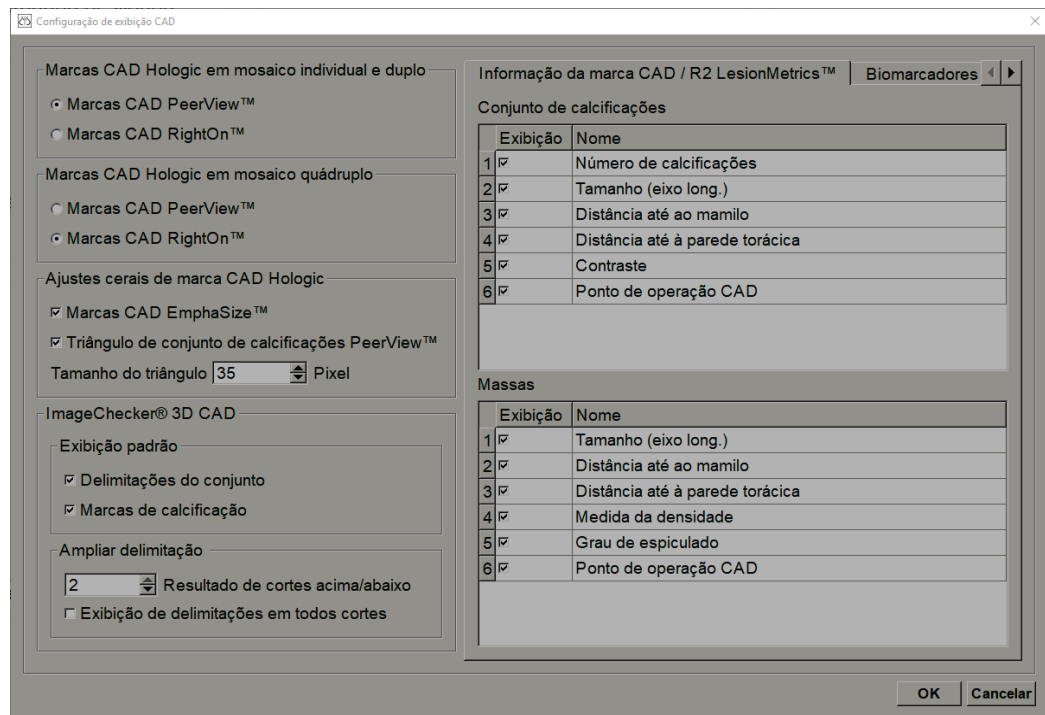 Configuração de exibição CAD
Marcas CAD Hologic em mosaico individual e duplo
Marcas CAD PeerView™
Marcas CAD RightOn™
Marcas CAD Hologic em mosaico quádruplo
Marcas CAD PeerView™
Marcas CAD RightOn™
Ajustes cerais de marca CAD Hologic
Marcas CAD EmphaSize™
Triângulo de conjunto de calcificações PeerView™
Tamanho do triângulo 35 Pixel
ImageChecker® 3D CAD
Exibição padrão
Delimitações do conjunto
Marcas de calcificação
Ampliar delimitação
2 Resultado de cortes acima/abaixo
Exibição de delimitações em todos cortes
Informação da marca CAD / R2 LesionMetrics™ Biomarcadores
Conjunto de calcificações
Exibição Nome
1 Número de calcificações
2 Tamanho (eixo long.)
3 Distância até ao mamilo
4 Distância até à parede torácica
5 Contraste
6 Ponto de operação CAD
Massas
Exibição Nome
1 Tamanho (eixo long.)
2 Distância até ao mamilo
3 Distância até à parede torácica
4 Medida da densidade
5 Grau de espiculado
6 Ponto de operação CAD
OK Cancelar